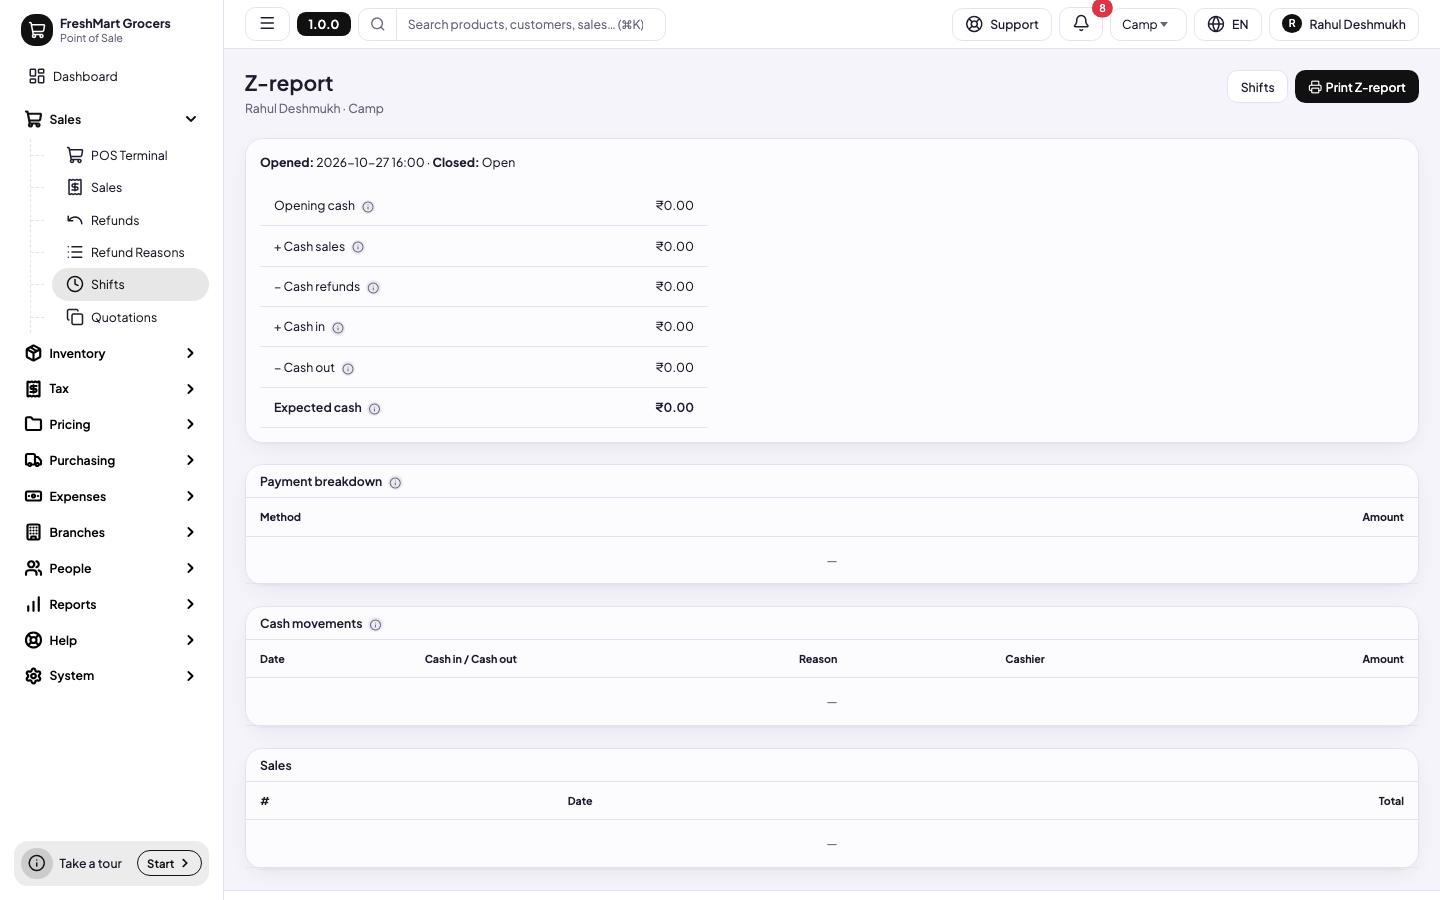 FreshMart Grocers
Point of Sale
Dashboard
Sales
POS Terminal
Sales
Refunds
Refund Reasons
Shifts
Quotations
Inventory
Tax
Pricing
Purchasing
Expenses
Branches
People
Reports
Help
System
Take a tour
Start
1.0.0
Search products, customers, sales... (⌘K)
Support
8
Camp
EN
R
Rahul Deshmukh
Z-report
Rahul Deshmukh · Camp
Shifts
Print Z-report
Opened: 2026-10-27 16:00 · Closed: Open
Opening cash ₹0.00
+ Cash sales ₹0.00
− Cash refunds ₹0.00
+ Cash in ₹0.00
− Cash out ₹0.00
Expected cash ₹0.00
Payment breakdown
Method Amount
—
Cash movements
Date Cash in / Cash out Reason Cashier Amount
—
Sales
# Date Total
—